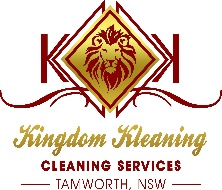 K K
Kingdom Kleaning
CLEANING SERVICES
TAMWORTH, NSW